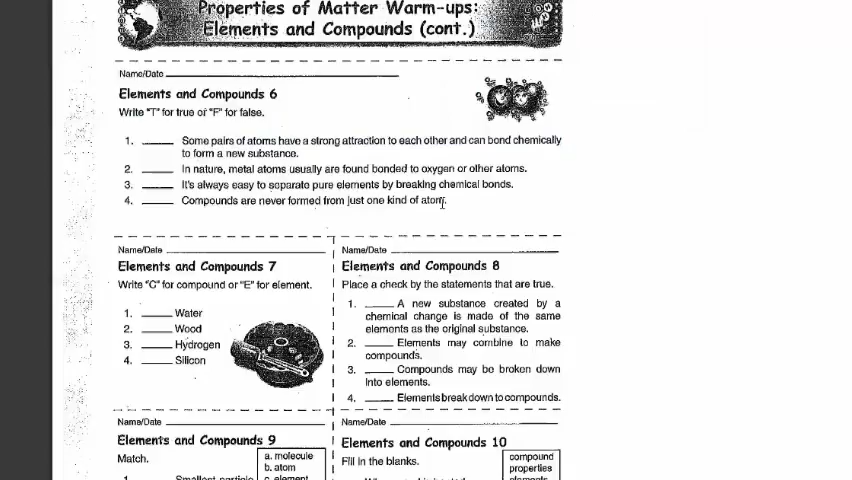 Properties of Matter Warm-ups:
Elements and Compounds (cont.)
Name/Date
Elements and Compounds 6
Write "T" for true or "F" for false.
1. Some pairs of atoms have a strong attraction to each other and can bond chemically
to form a new substance.
2. In nature, metal atoms usually are found bonded to oxygen or other atoms.
3. It's always easy to separate pure elements by breaking chemical bonds.
4. Compounds are never formed from just one kind of atom.
Name/Date
Elements and Compounds 7
Write "C" for compound or "E" for element.
1. Water
2. Wood
3. Hydrogen
4. Silicon
Name/Date
Elements and Compounds 8
Place a check by the statements that are true.
1. A new substance created by a
chemical change is made of the same
elements as the original substance.
2. Elements may combine to make
compounds.
3. Compounds may be broken down
into elements.
4. Elements break down to compounds.
Name/Date
Elements and Compounds 9
Match.
a. molecule
b. atom
c. element
1. Smallest particle
Name/Date
Elements and Compounds 10
Fill in the blanks.
compound
properties
elements